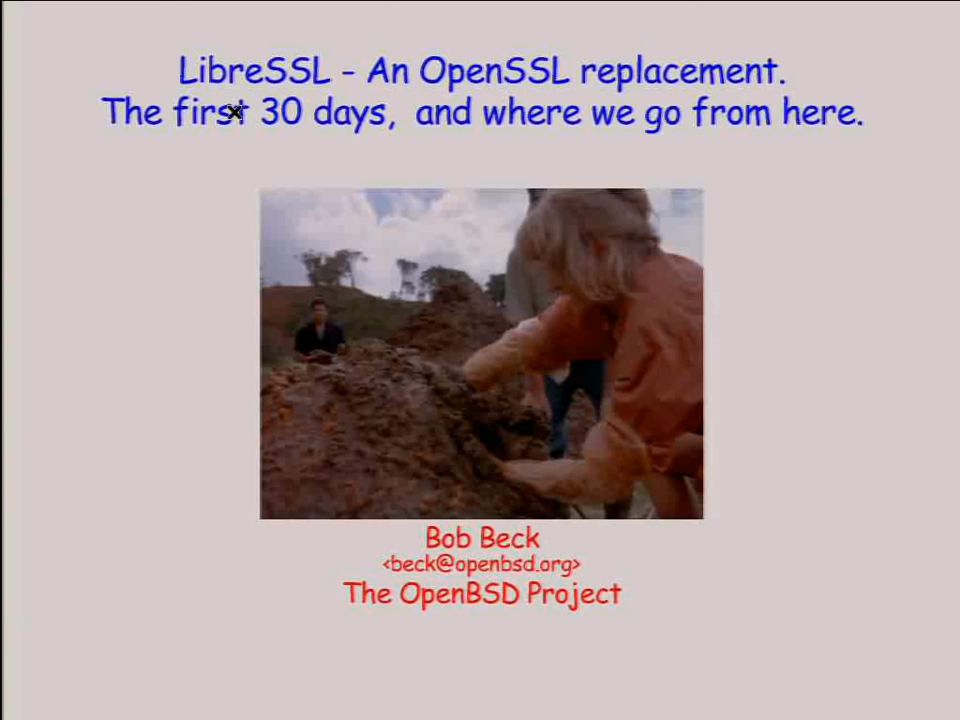 LibreSSL - An OpenSSL replacement.
The first 30 days, and where we go from here.
Bob Beck
<beck@openbsd.org>
The OpenBSD Project